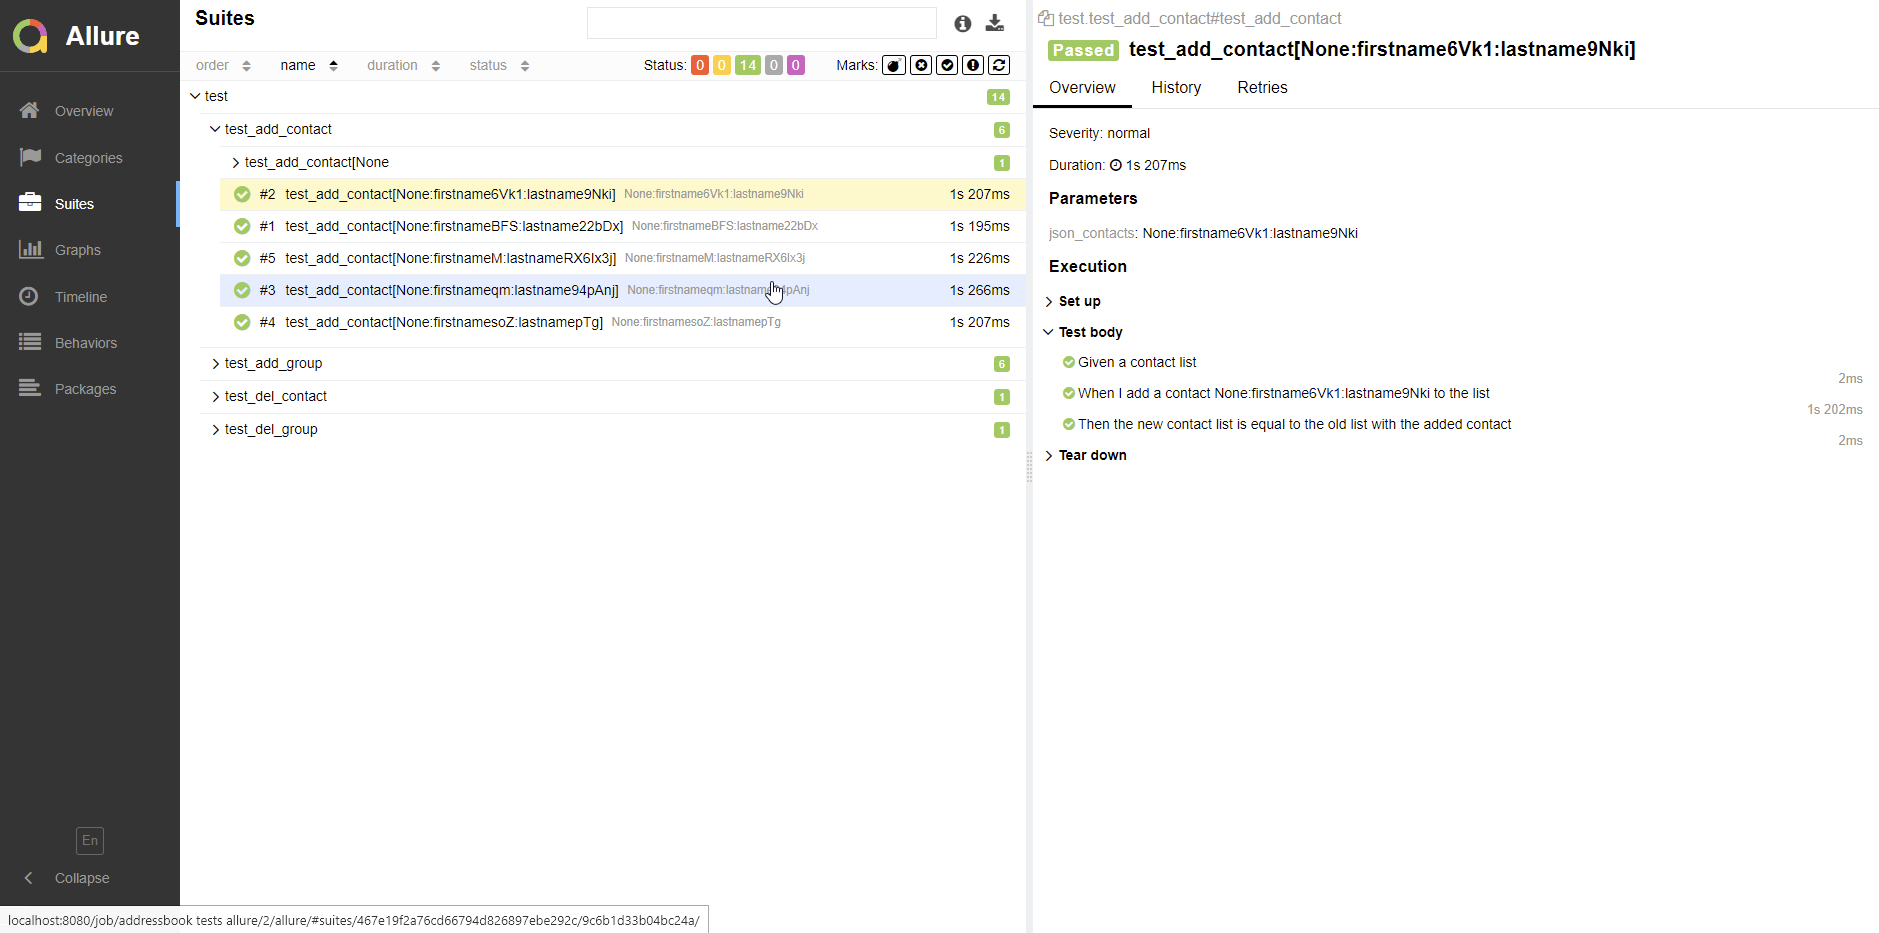 Allure
Overview
Categories
Suites
Graphs
Timeline
Behaviors
Packages
En
Collapse
Suites
order name duration status Status: 0 0 14 0 0 Marks:
test 14
test_add_contact 6
test_add_contact[None 1
#2 test_add_contact[None:firstname6Vk1:lastname9Nki] None:firstname6Vk1:lastname9Nki 1s 207ms
#1 test_add_contact[None:firstnameBFS:lastname22bDx] None:firstnameBFS:lastname22bDx 1s 195ms
#5 test_add_contact[None:firstnameM:lastnameRX6Ix3j] None:firstnameM:lastnameRX6Ix3j 1s 226ms
#3 test_add_contact[None:firstnameqm:lastname94pAnj] None:firstnameqm:lastname94pAnj 1s 266ms
#4 test_add_contact[None:firstnamesoZ:lastnamepTg] None:firstnamesoZ:lastnamepTg 1s 207ms
test_add_group 6
test_del_contact 1
test_del_group 1
test.test_add_contact#test_add_contact
Passed test_add_contact[None:firstname6Vk1:lastname9Nki]
Overview History Retries
Severity: normal
Duration: 1s 207ms
Parameters
json_contacts: None:firstname6Vk1:lastname9Nki
Execution
Set up
Test body
Given a contact list
2ms
When I add a contact None:firstname6Vk1:lastname9Nki to the list
1s 202ms
Then the new contact list is equal to the old list with the added contact
2ms
Tear down
localhost:8080/job/addressbook tests allure/2/allure/#suites/467e19f2a76cd66794d826897ebe292c/9c6b1d33b04bc24a/